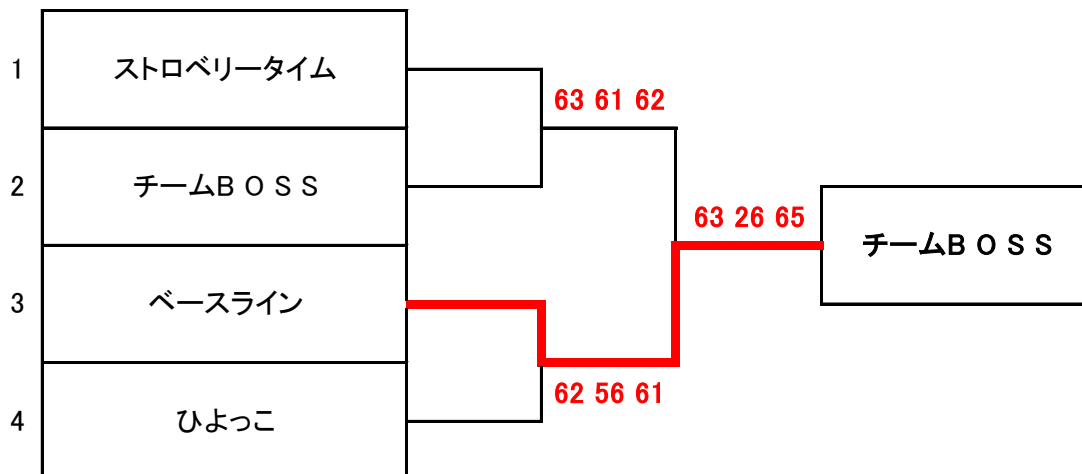 1 ストロベリータイム
63 61 62
2 チームBOSS
63 26 65
チームBOSS
3 ベースライン
62 56 61
4 ひよっこ